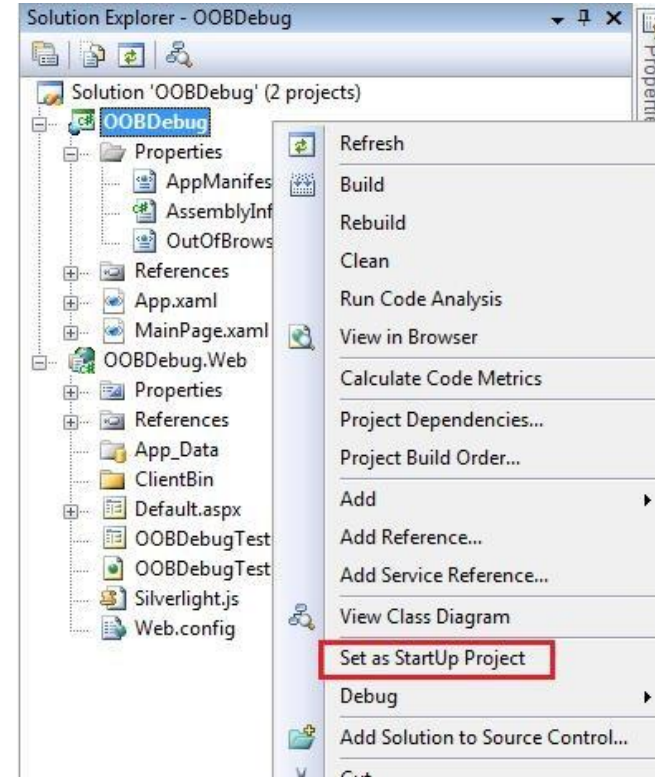 Solution Explorer - OOBDebug
Solution 'OOBDebug' (2 projects)
OOBDebug
Properties
AppManifes
AssemblyInf
OutOfBrows
References
App.xaml
MainPage.xaml
OOBDebug.Web
Properties
References
App_Data
ClientBin
Default.aspx
OOBDebugTest
OOBDebugTest
Silverlight.js
Web.config
Refresh
Build
Rebuild
Clean
Run Code Analysis
View in Browser
Calculate Code Metrics
Project Dependencies...
Project Build Order...
Add
Add Reference...
Add Service Reference...
View Class Diagram
Set as StartUp Project
Debug
Add Solution to Source Control...
Propertie